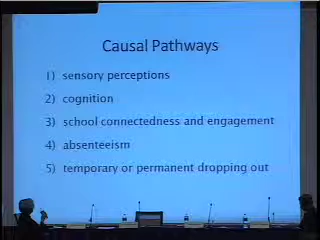 Causal Pathways
1) sensory perceptions
2) cognition
3) school connectedness and engagement
4) absenteeism
5) temporary or permanent dropping out